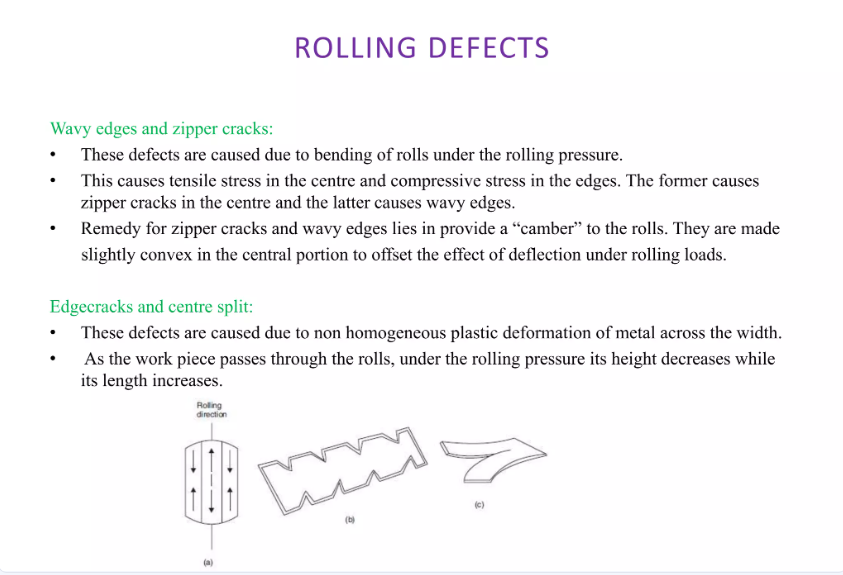 ROLLING DEFECTS
Wavy edges and zipper cracks:
• These defects are caused due to bending of rolls under the rolling pressure.
• This causes tensile stress in the centre and compressive stress in the edges. The former causes
zipper cracks in the centre and the latter causes wavy edges.
• Remedy for zipper cracks and wavy edges lies in provide a “camber” to the rolls. They are made
slightly convex in the central portion to offset the effect of deflection under rolling loads.
Edgecracks and centre split:
• These defects are caused due to non homogeneous plastic deformation of metal across the width.
• As the work piece passes through the rolls, under the rolling pressure its height decreases while
its length increases.
Rolling
direction
(a)
(b)
(c)